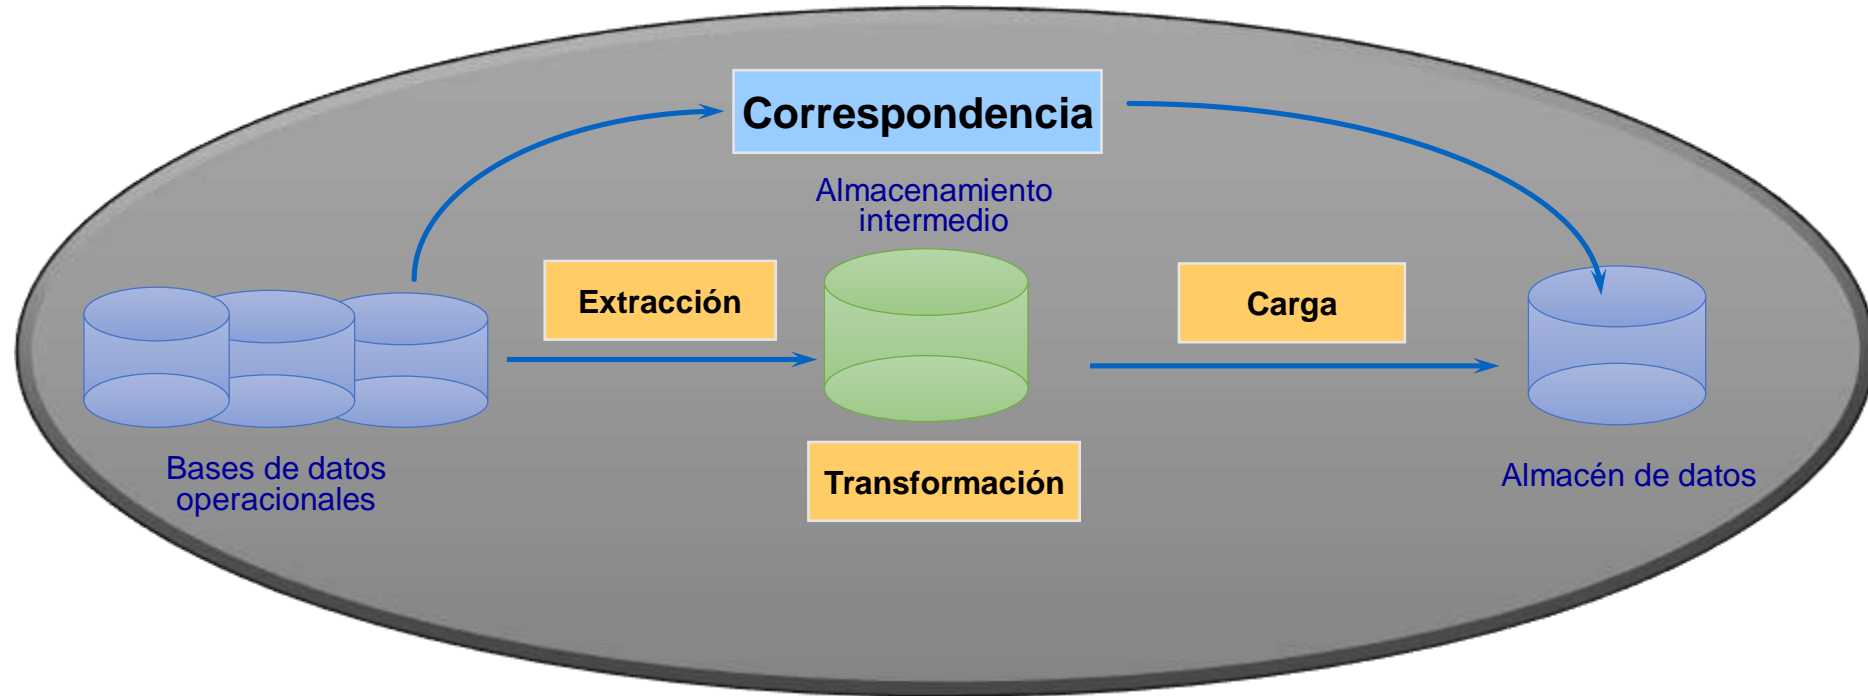 Correspondencia
Almacenamiento
intermedio
Extracción
Carga
Bases de datos
operacionales
Transformación
Almacén de datos